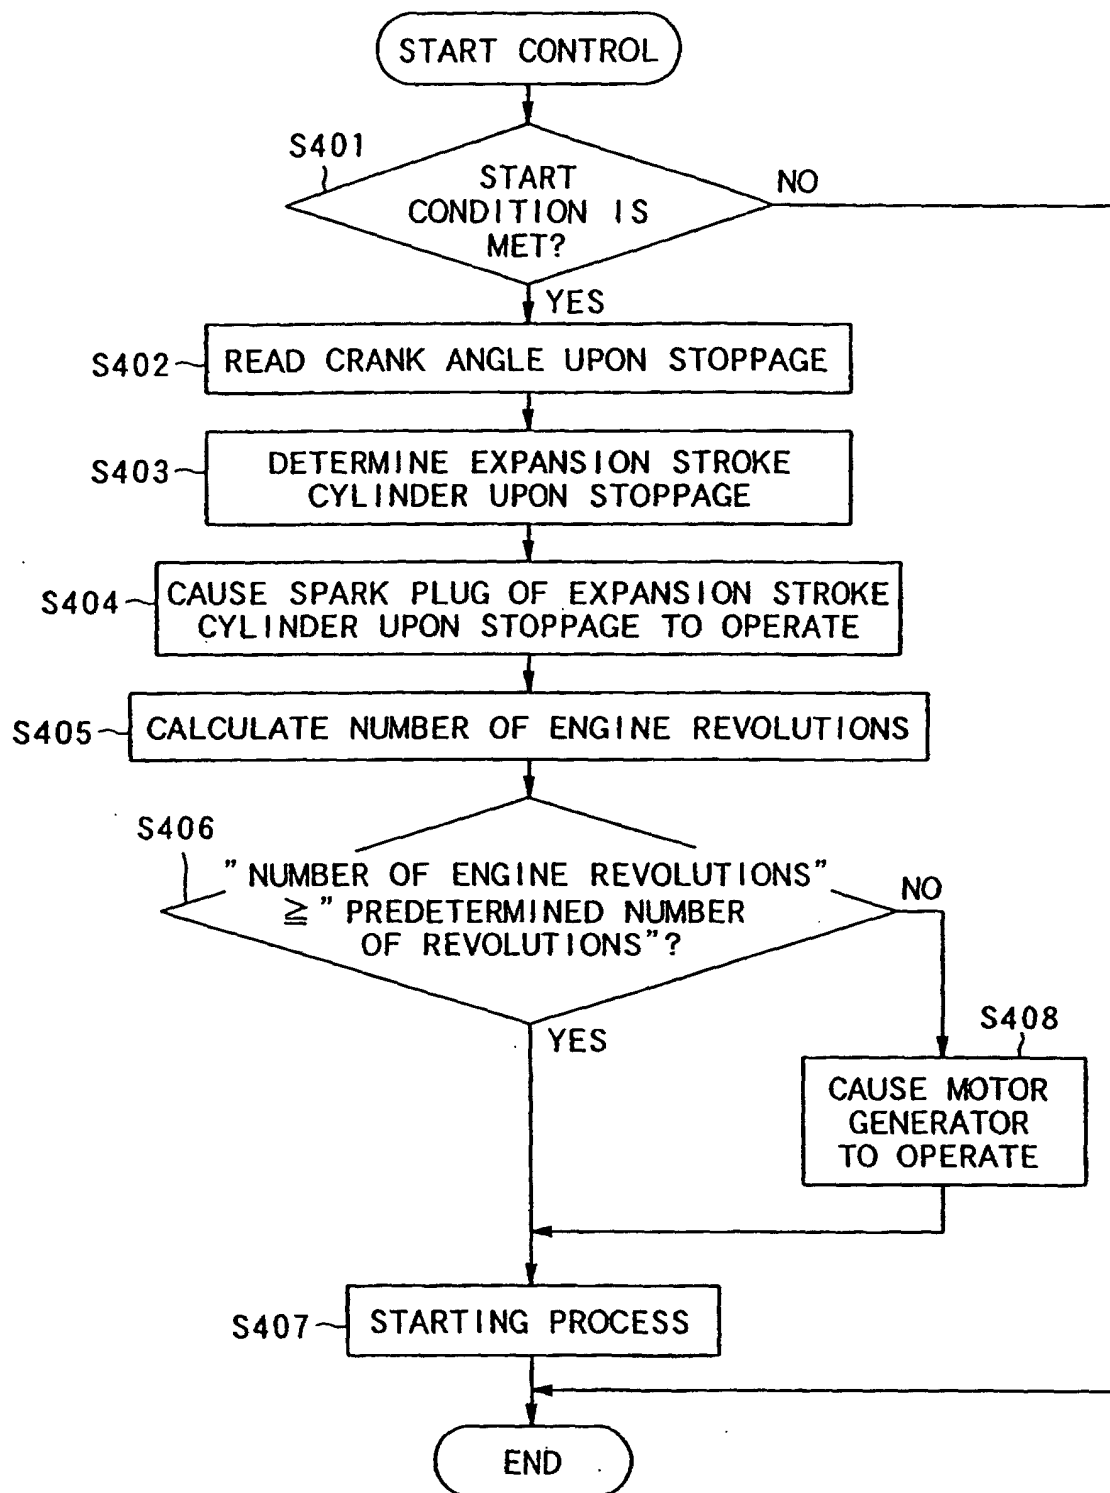 START CONTROL
S401
START
CONDITION IS
MET?
NO
YES
S402
READ CRANK ANGLE UPON STOPPAGE
S403
DETERMINE EXPANSION STROKE
CYLINDER UPON STOPPAGE
S404
CAUSE SPARK PLUG OF EXPANSION STROKE
CYLINDER UPON STOPPAGE TO OPERATE
S405
CALCULATE NUMBER OF ENGINE REVOLUTIONS
S406
"NUMBER OF ENGINE REVOLUTIONS"
≧"PREDETERMINED NUMBER
OF REVOLUTIONS"?
NO
YES
S408
CAUSE MOTOR
GENERATOR
TO OPERATE
S407
STARTING PROCESS
END